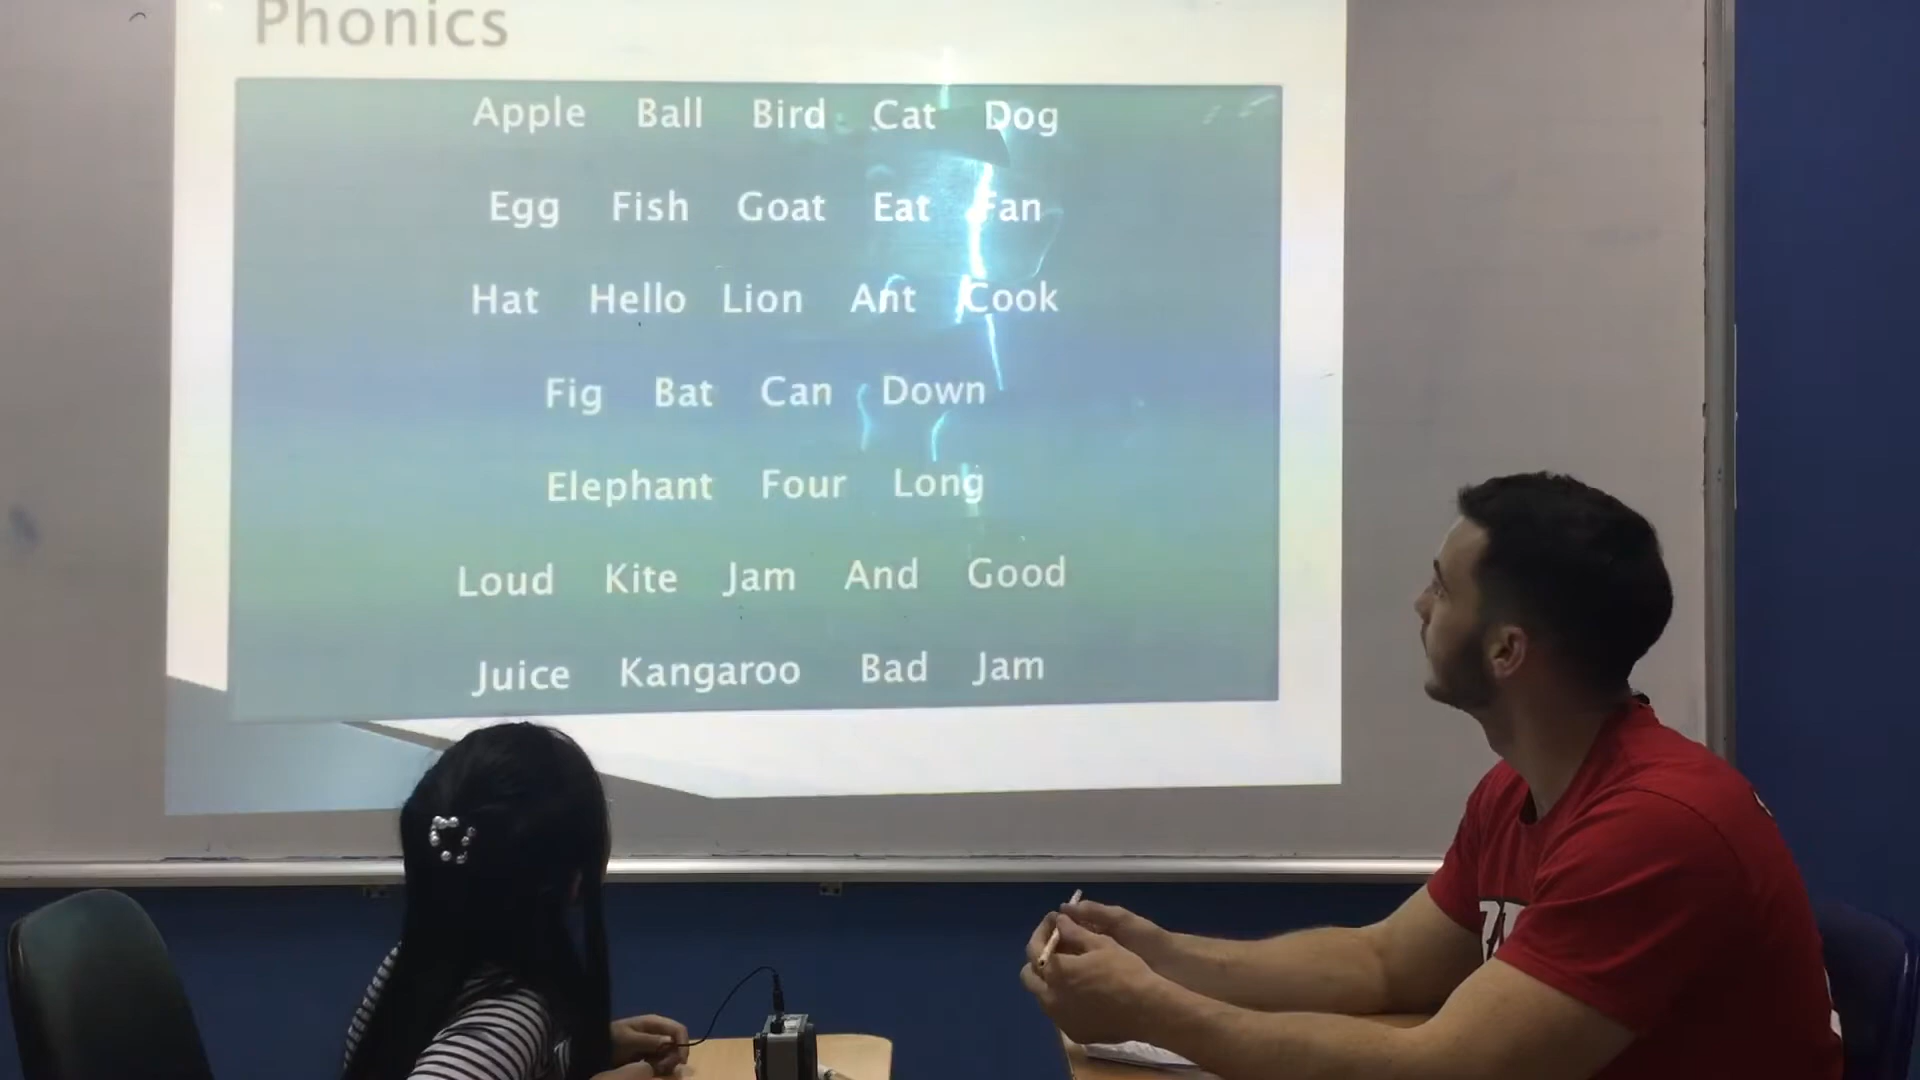 Phonics
Apple Ball Bird Cat Dog
Egg Fish Goat Eat Fan
Hat Hello Lion Ant Cook
Fig Bat Can Down
Elephant Four Long
Loud Kite Jam And Good
Juice Kangaroo Bad Jam